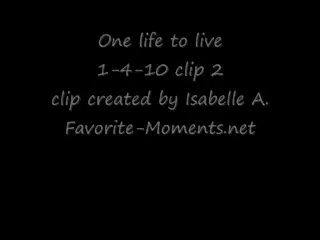 One life to live
1-4-10 clip 2
clip created by Isabelle A.
Favorite-Moments.net